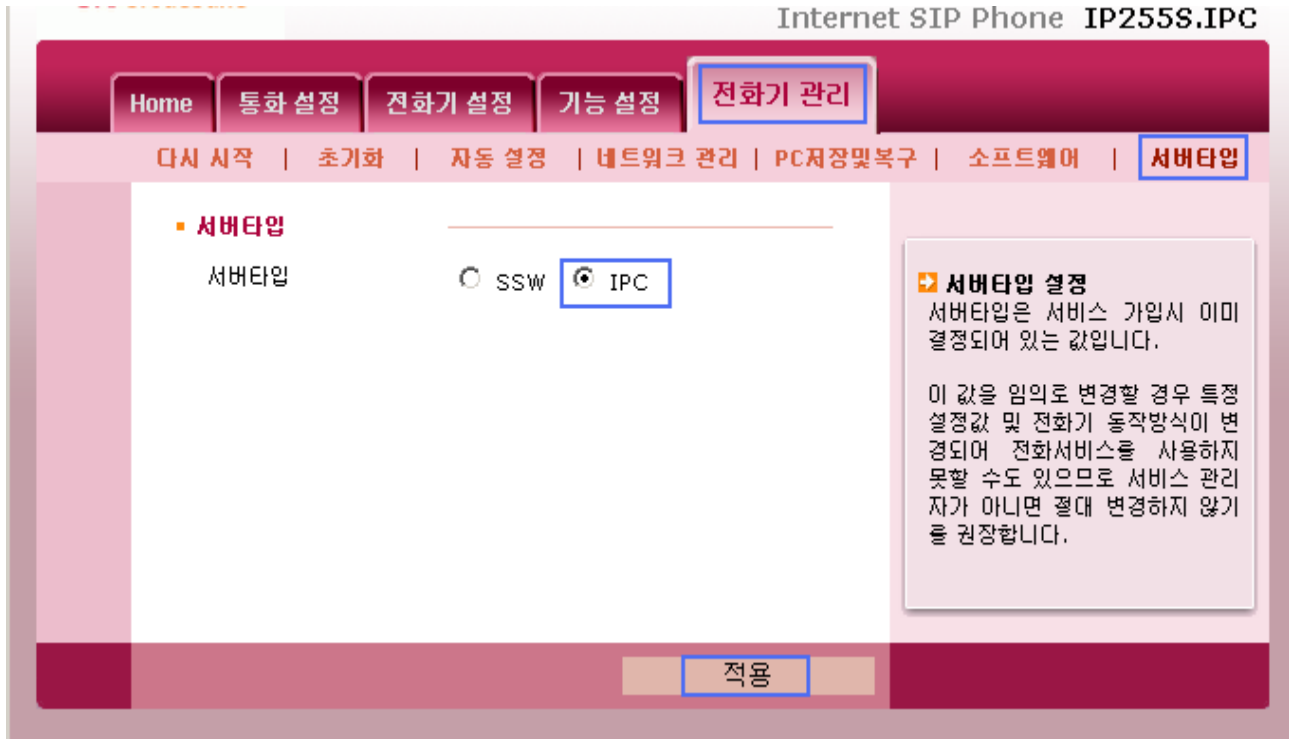 Internet SIP Phone IP255S.IPC
Home 통화 설정 전화기 설정 기능 설정 전화기 관리
다시 시작 | 초기화 | 자동 설정 | 네트워크 관리 | PC저장및복구 | 소프트웨어 | 서버타입
서버타입
서버타입 SSW IPC
서버타입 설정
서버타입은 서비스 가입시 이미
결정되어 있는 값입니다.
이 값을 임의로 변경할 경우 특정
설정값 및 전화기 동작방식이 변
경되어 전화서비스를 사용하지
못할 수도 있으므로 서비스 관리
자가 아니면 절대 변경하지 않기
를 권장합니다.
적용